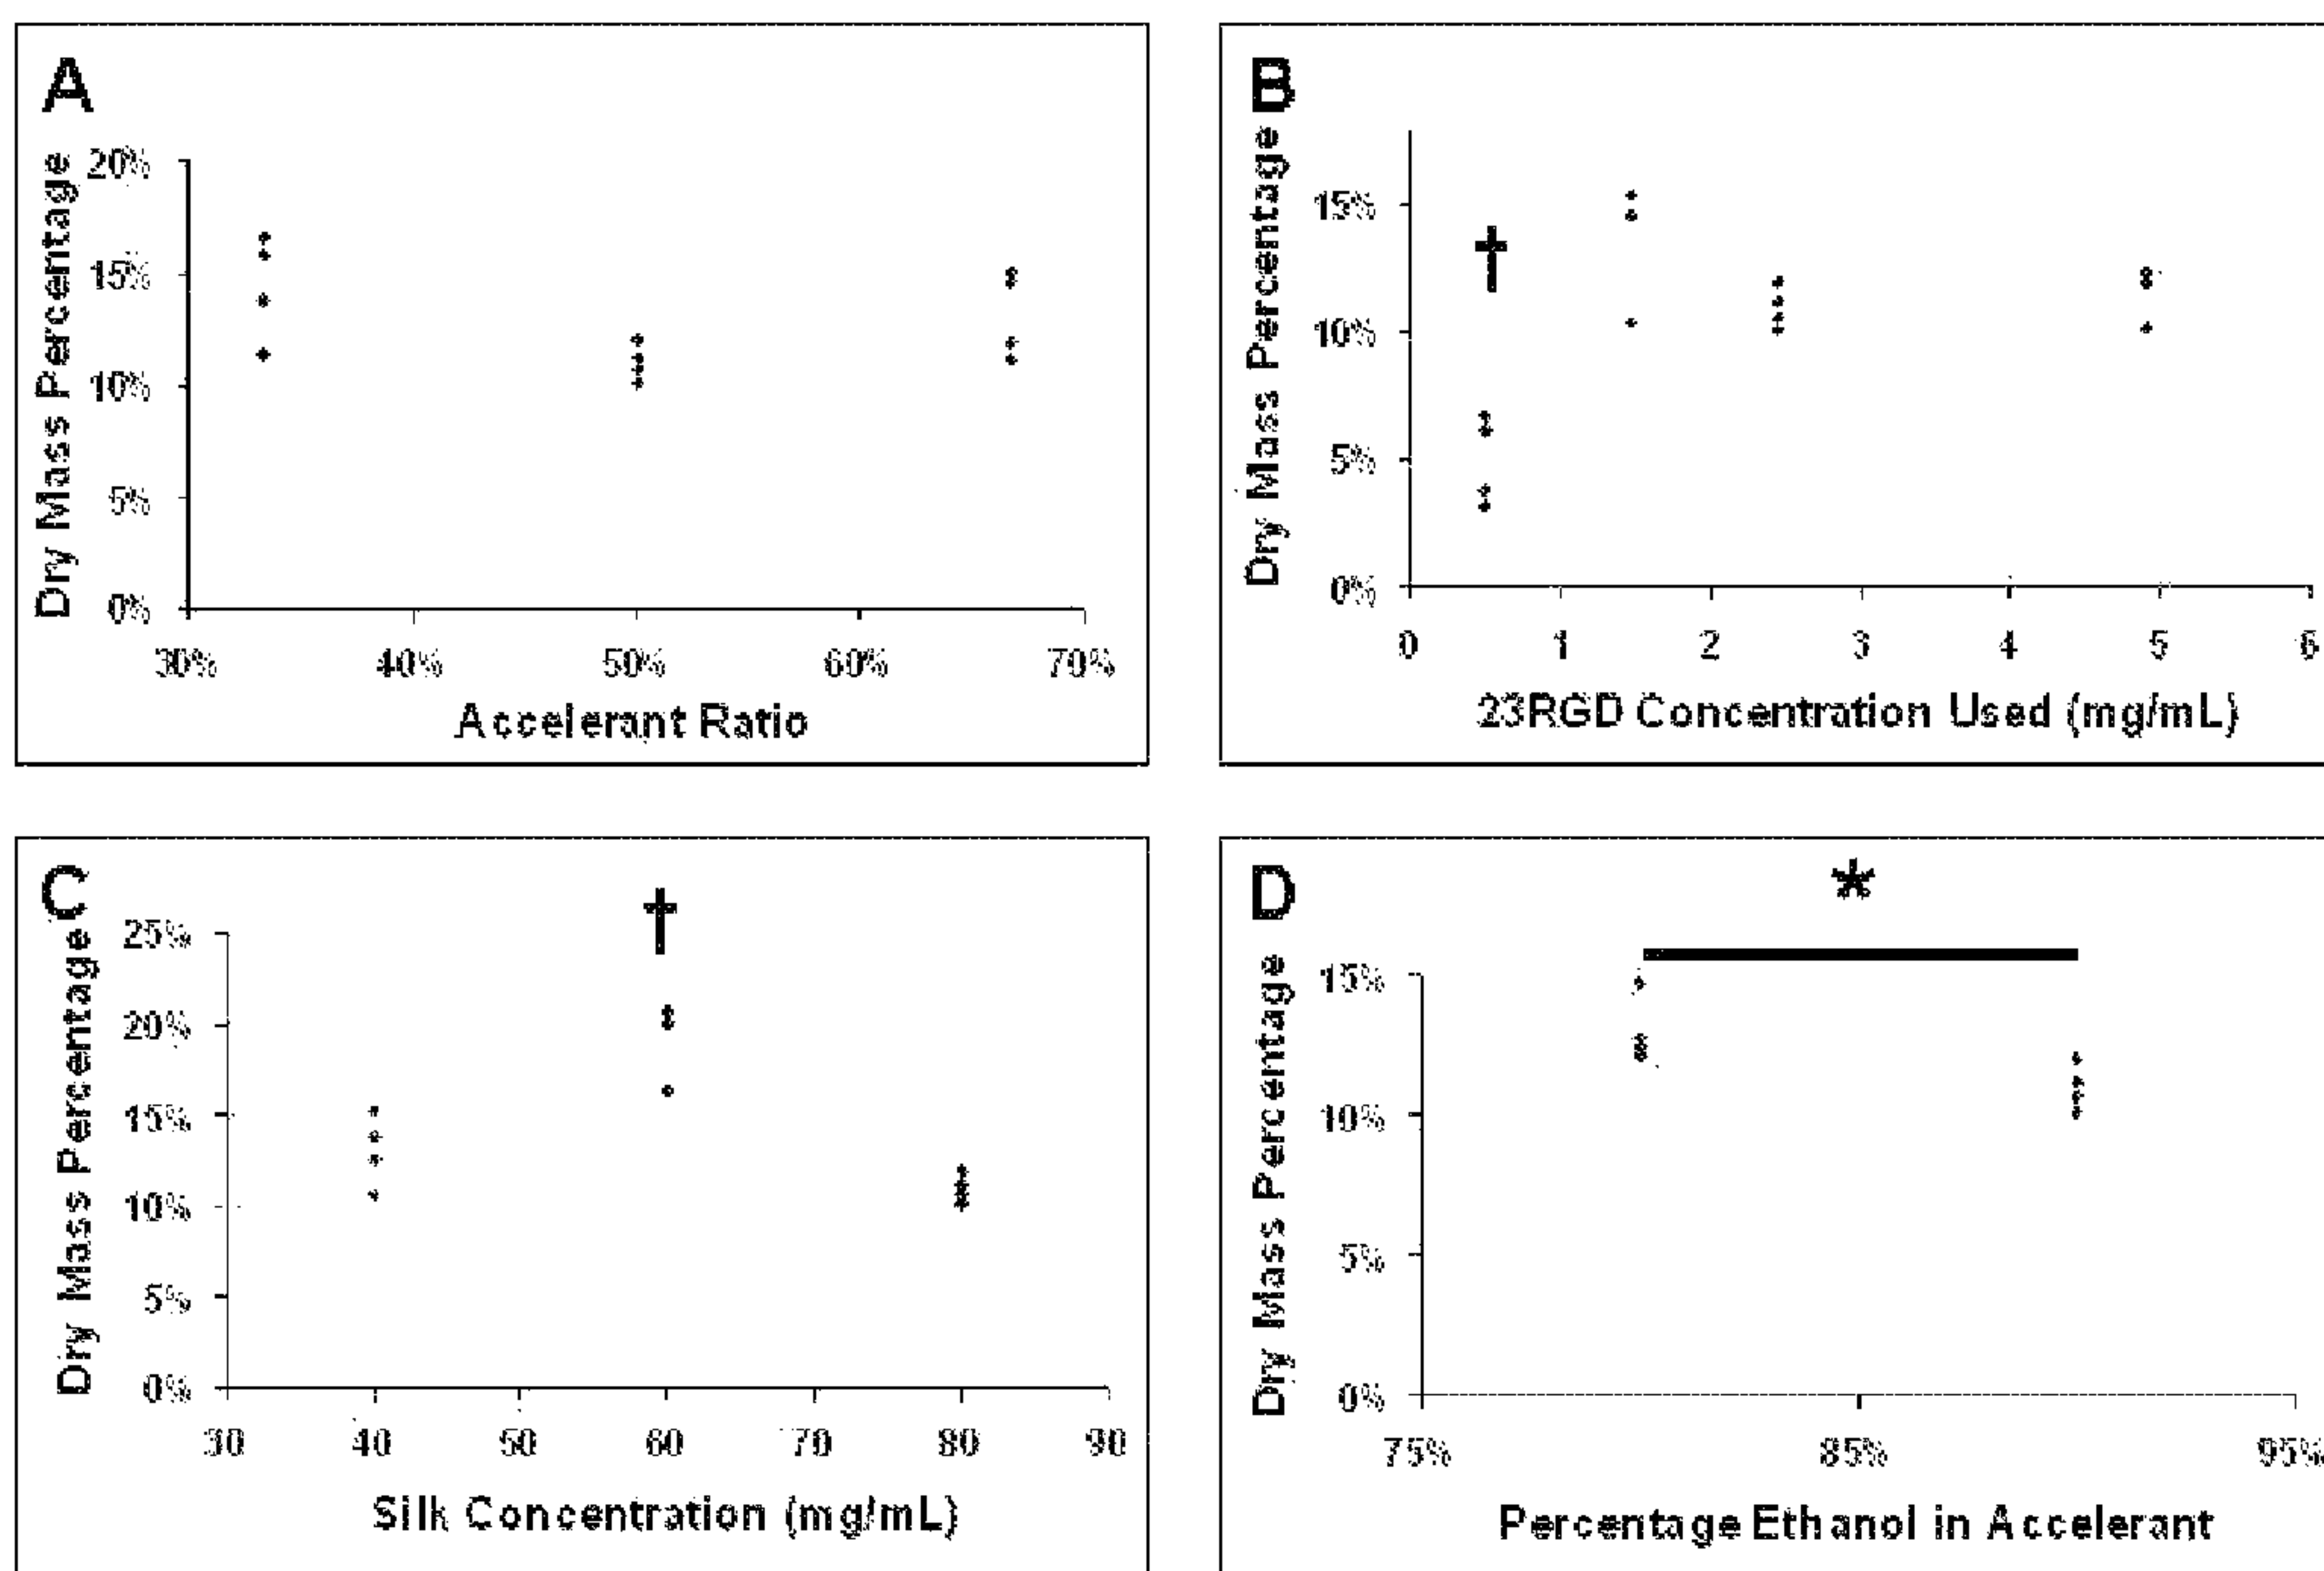 A
Dry Mass Percentage
20%
15%
10%
5%
0%
30% 40% 50% 60% 70%
Accelerant Ratio
B
Dry Mass Percentage
15%
†
10%
5%
0%
0 1 2 3 4 5 6
23RGD Concentration Used (mg/mL)
C
Dry Mass Percentage
†
25%
20%
15%
10%
5%
0%
30 40 50 60 70 80 90
Silk Concentration (mg/mL)
D
Dry Mass Percentage
*
15%
10%
5%
0%
75% 85% 95%
Percentage Ethanol in Accelerant